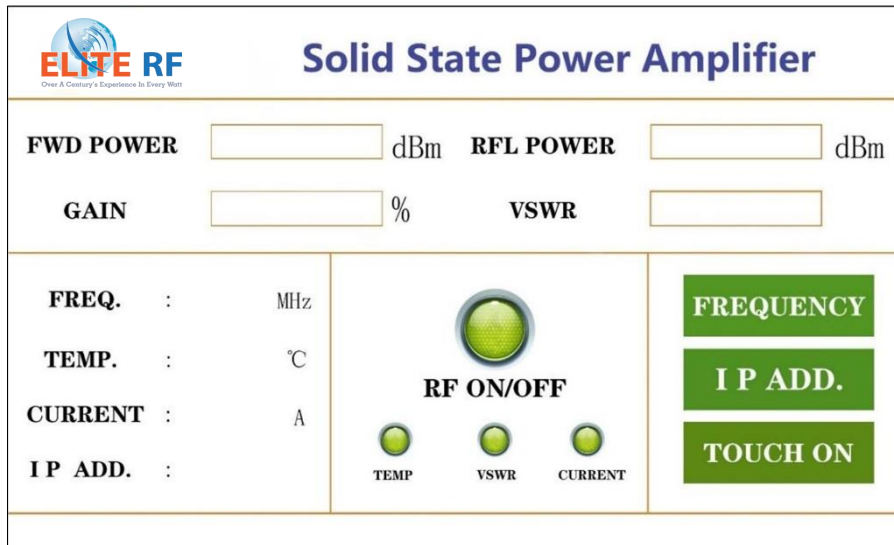 ELITE RF
Over A Century's Experience In Every Watt
Solid State Power Amplifier
FWD POWER dBm RFL POWER dBm
GAIN % VSWR
FREQ. : MHz
TEMP. : ℃
CURRENT : A
I P ADD. :
RF ON/OFF
TEMP VSWR CURRENT
FREQUENCY
I P ADD.
TOUCH ON